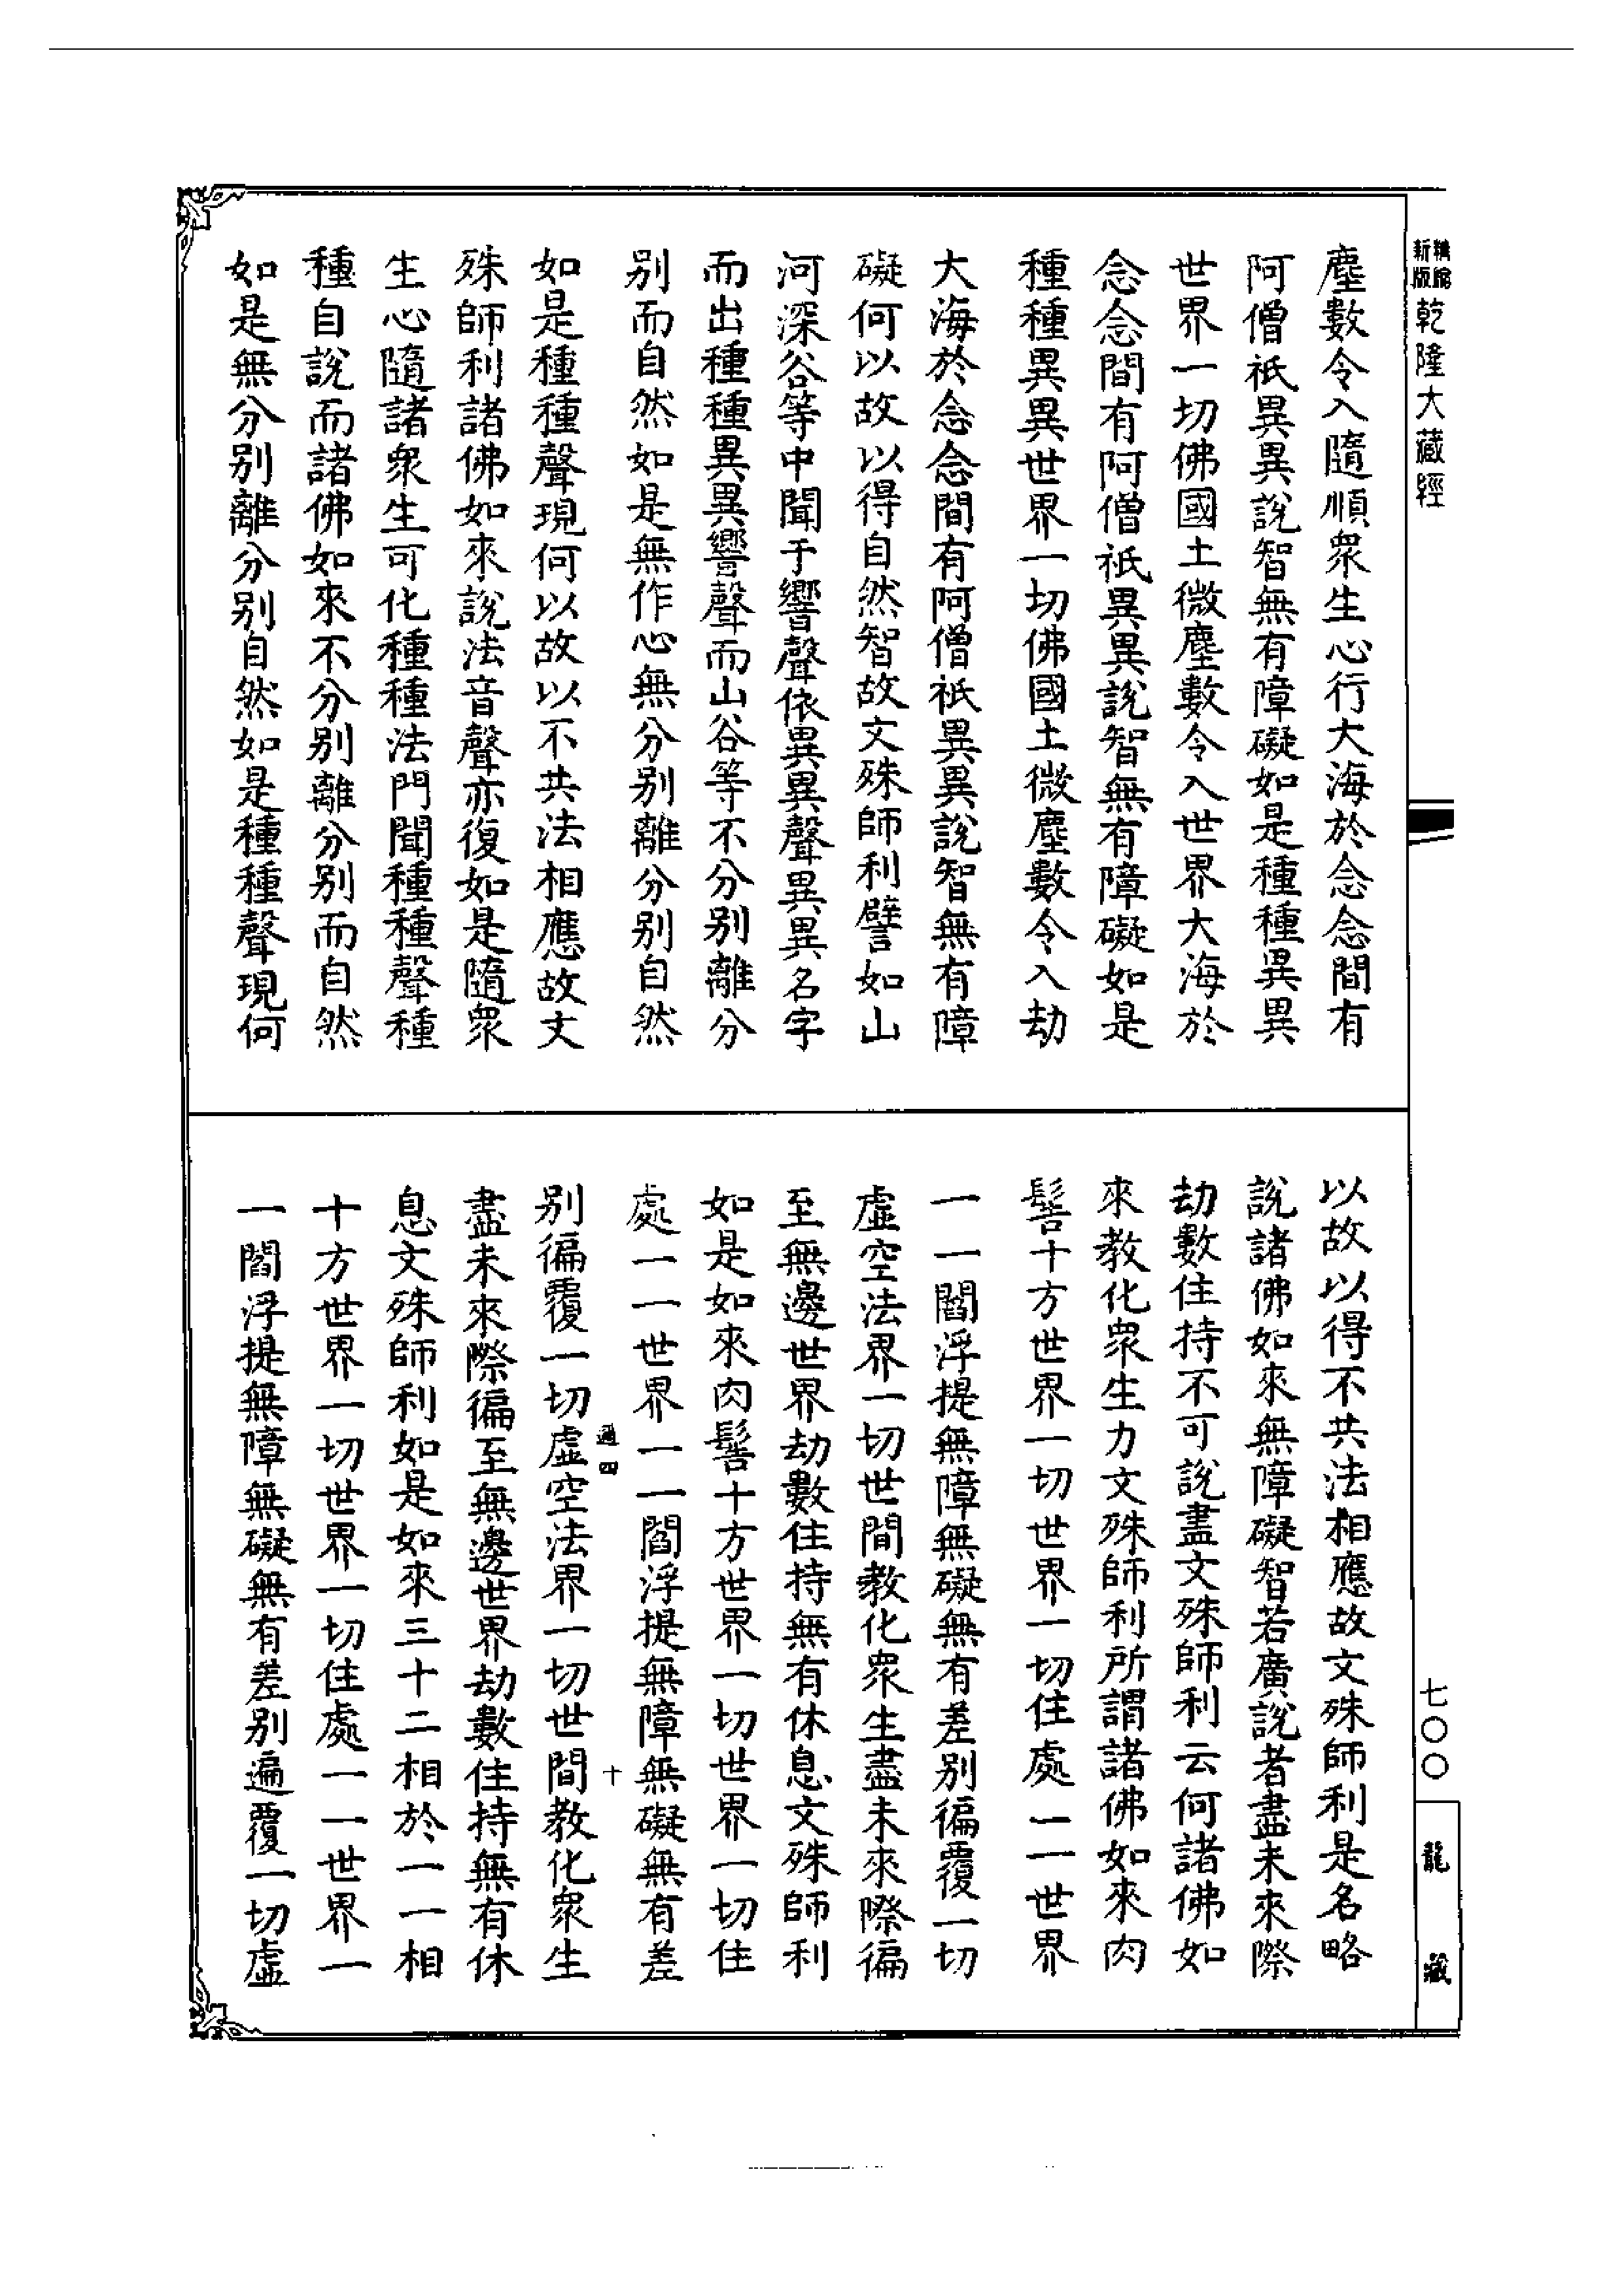 新版
精縮
乾隆大藏經
塵數令入隨順衆生心行大海於念念間有
阿僧祇異異說智無有障礙如是種種異異
世界一切佛國土微塵數令入世界大海於
念念間有阿僧祇異異說智無有障礙如是
種種異異世界一切佛國土微塵數令入劫
大海於念念間有阿僧祇異異說智無有障
礙何以故以得自然智故文殊師利譬如山
河深谷等中聞于響聲依異異聲異異名字
而出種種異異響聲而山谷等不分别離分
别而自然如是無作心無分别離分别自然
如是種種聲現何以故以不共法相應故文
殊師利諸佛如來說法音聲亦復如是隨衆
生心隨諸衆生可化種種法門聞種種聲種
種自說而諸佛如來不分别離分别而自然
如是無分别離分别自然如是種種聲現何
以故以得不共法相應故文殊師利是名略
說諸佛如來無障礙智若廣說者盡未來際
劫數住持不可說盡文殊師利云何諸佛如
來教化衆生力文殊師利所謂諸佛如來肉
髻十方世界一切世界一切住處一一世界
一一閻浮提無障無礙無有差别徧覆一切
虛空法界一切世間教化衆生盡未來際徧
至無邊世界劫數住持無有休息文殊師利
如是如來肉髻十方世界一切世界一切住
處一一世界一一閻浮提無障無礙無有差
别徧覆一切虛空法界一切世間教化衆生
盡未來際徧至無邊世界劫數住持無有休
息文殊師利如是如來三十二相於一一相
十方世界一切世界一切住處一一世界一
一閻浮提無障無礙無有差别遍覆一切虛
通四
十
七〇〇
龍藏